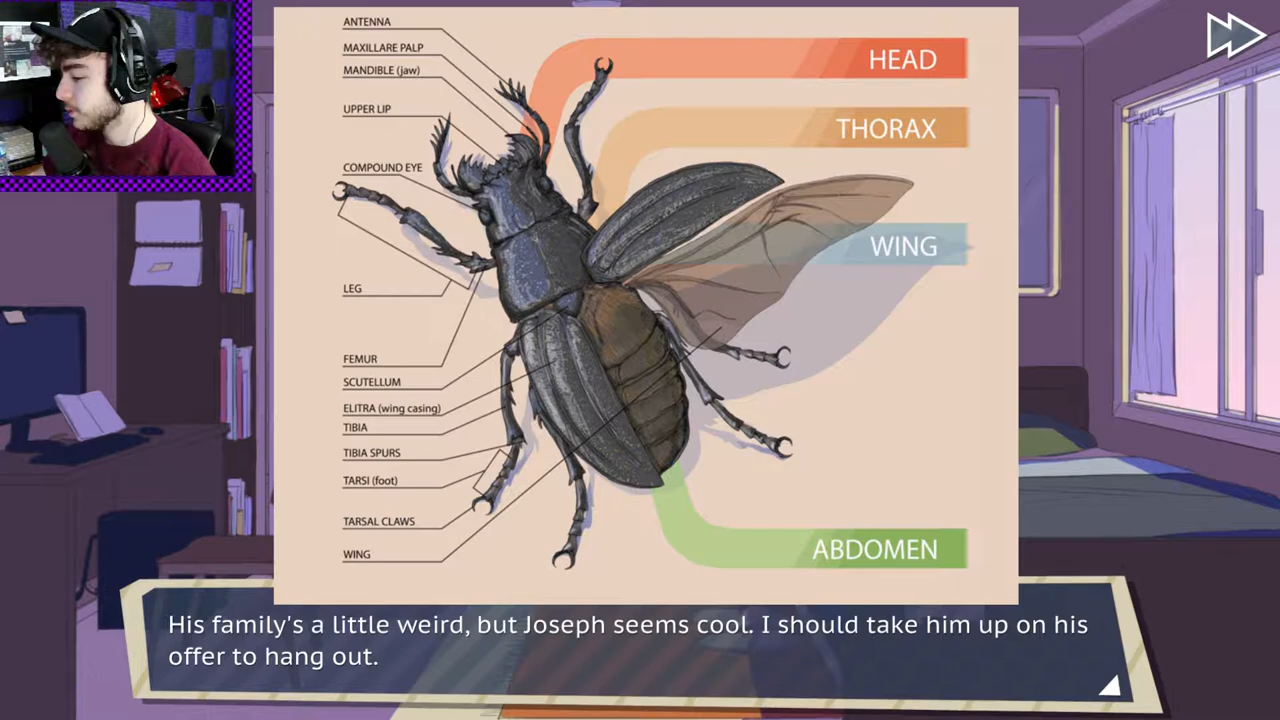 ANTENNA
MAXILLARE PALP
MANDIBLE (jaw)
UPPER LIP
COMPOUND EYE
LEG
FEMUR
SCUTELLUM
ELITRA (wing casing)
TIBIA
TIBIA SPURS
TARSI (foot)
TARSAL CLAWS
WING
HEAD
THORAX
WING
ABDOMEN
His family's a little weird, but Joseph seems cool. I should take him up on his
offer to hang out.